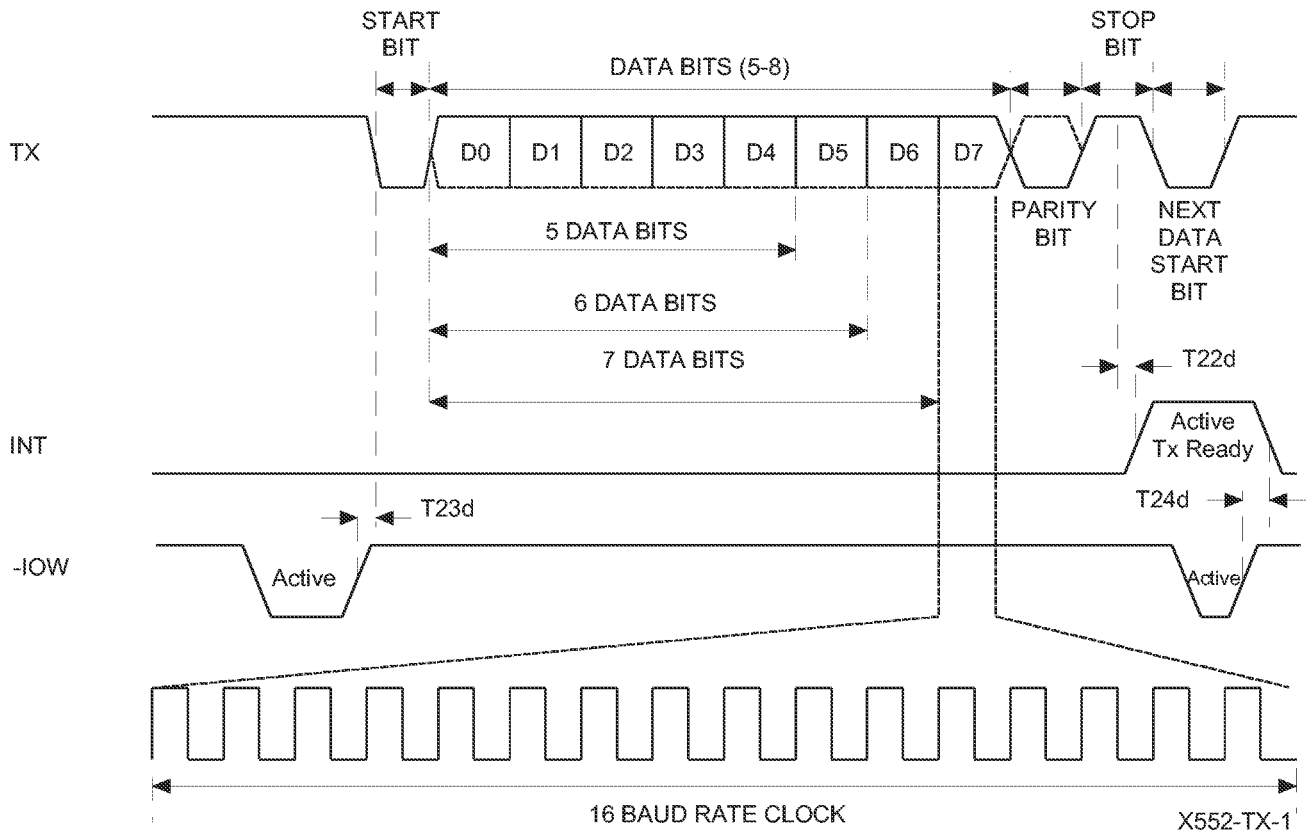 START
BIT
STOP
BIT
DATA BITS (5-8)
TX
D0 D1 D2 D3 D4 D5 D6 D7
PARITY
BIT
NEXT
DATA
START
BIT
5 DATA BITS
6 DATA BITS
7 DATA BITS
T22d
INT
Active
Tx Ready
T23d
T24d
-IOW
Active
Active
16 BAUD RATE CLOCK
X552-TX-1